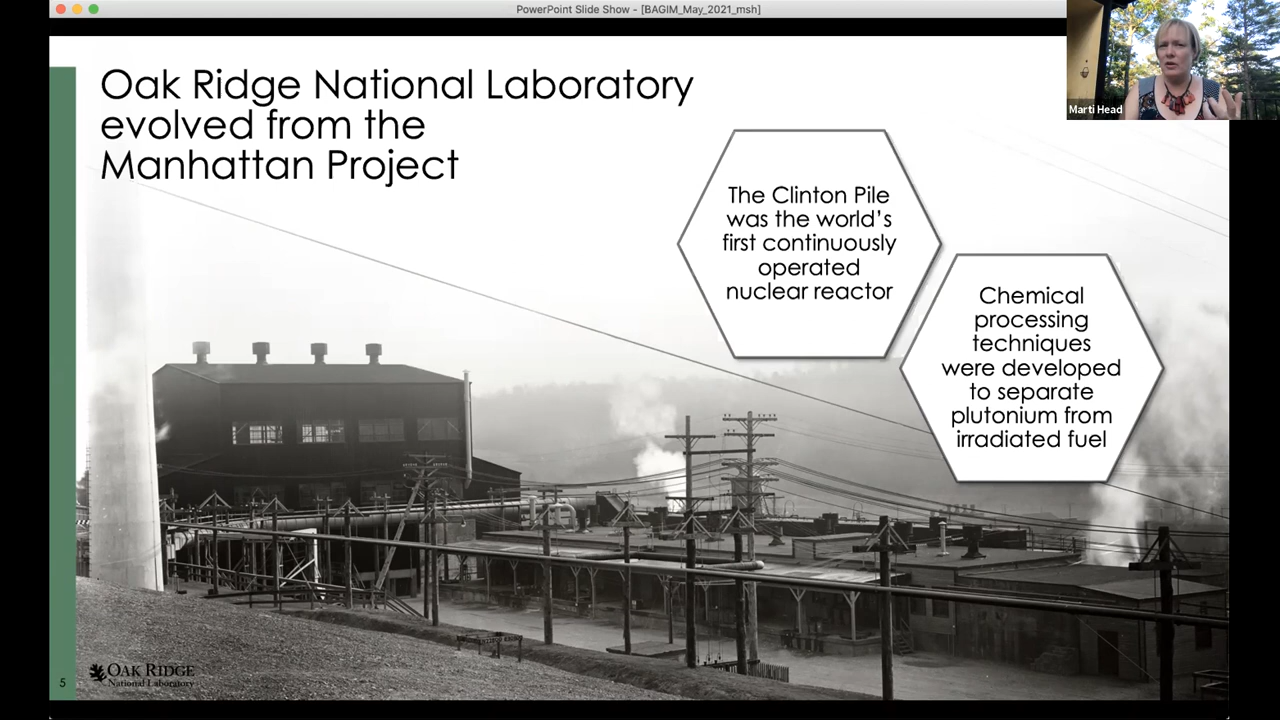 PowerPoint Slide Show - [BAGIM_May_2021_msh]
Marti Head
Oak Ridge National Laboratory
evolved from the
Manhattan Project
The Clinton Pile
was the world's
first continuously
operated
nuclear reactor
Chemical
processing
techniques
were developed
to separate
plutonium from
irradiated fuel
5
OAK RIDGE
National Laboratory